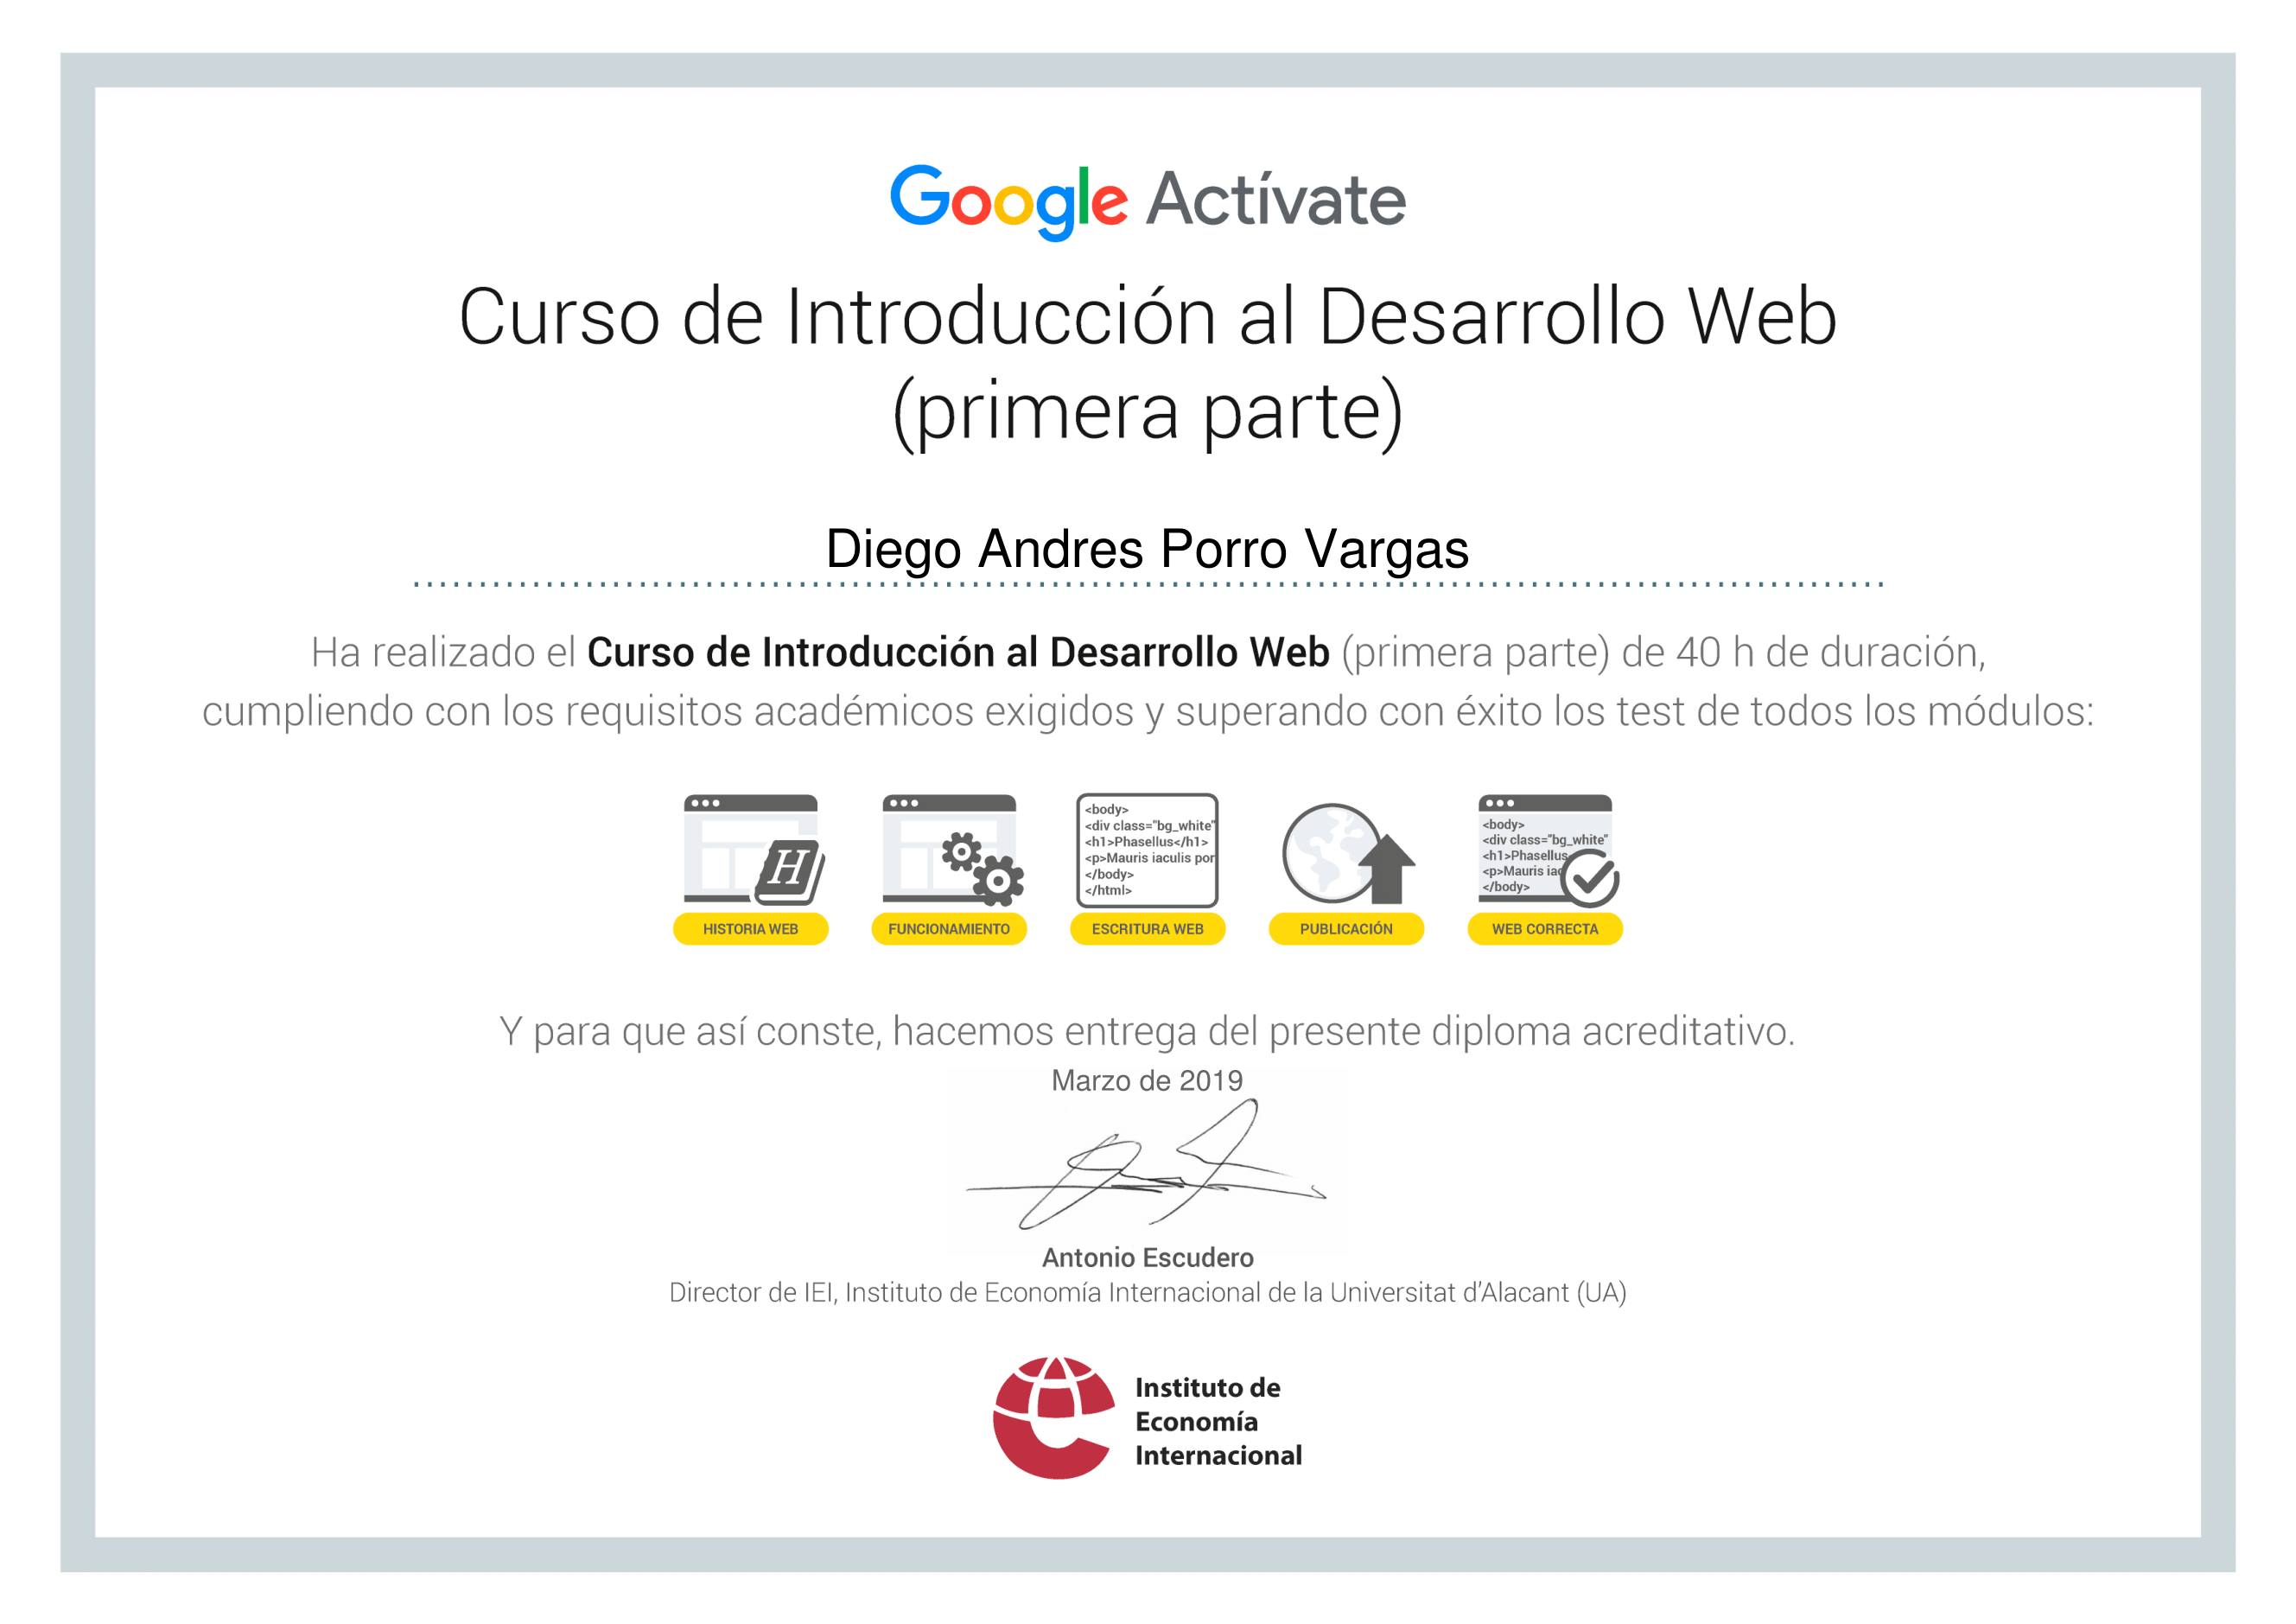 Google Actívate
Curso de Introducción al Desarrollo Web
(primera parte)
Diego Andres Porro Vargas
Ha realizado el Curso de Introducción al Desarrollo Web (primera parte) de 40 h de duración,
cumpliendo con los requisitos académicos exigidos y superando con éxito los test de todos los módulos:
H
<body>
<div class="bg_white"
<h1>Phasellus</h1>
<p>Mauris iaculis por
</body>
</html>
<body>
<div class="bg_white"
<h1>Phasellus
<p>Mauris iac
</body>
HISTORIA WEB
FUNCIONAMIENTO
ESCRITURA WEB
PUBLICACIÓN
WEB CORRECTA
Y para que así conste, hacemos entrega del presente diploma acreditativo.
Marzo de 2019
Antonio Escudero
Director de IEI, Instituto de Economía Internacional de la Universitat d'Alacant (UA)
Instituto de
Economía
Internacional